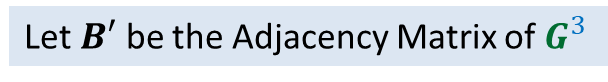 Let B′ be the Adjacency Matrix of G³